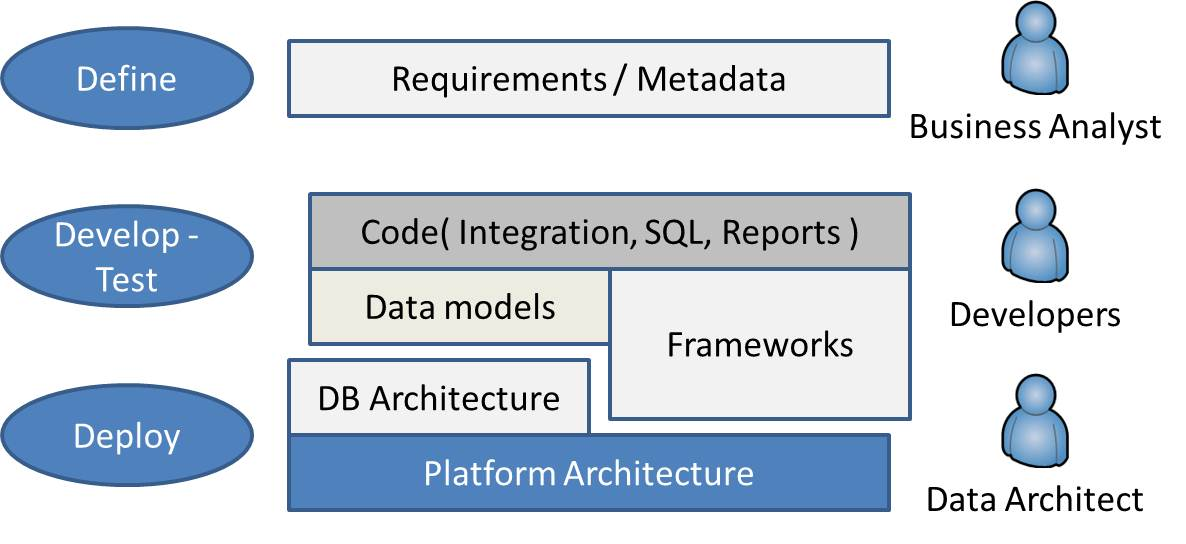 Define
Requirements / Metadata
Business Analyst
Develop -
Test
Code( Integration, SQL, Reports )
Data models
Frameworks
Developers
Deploy
DB Architecture
Platform Architecture
Data Architect